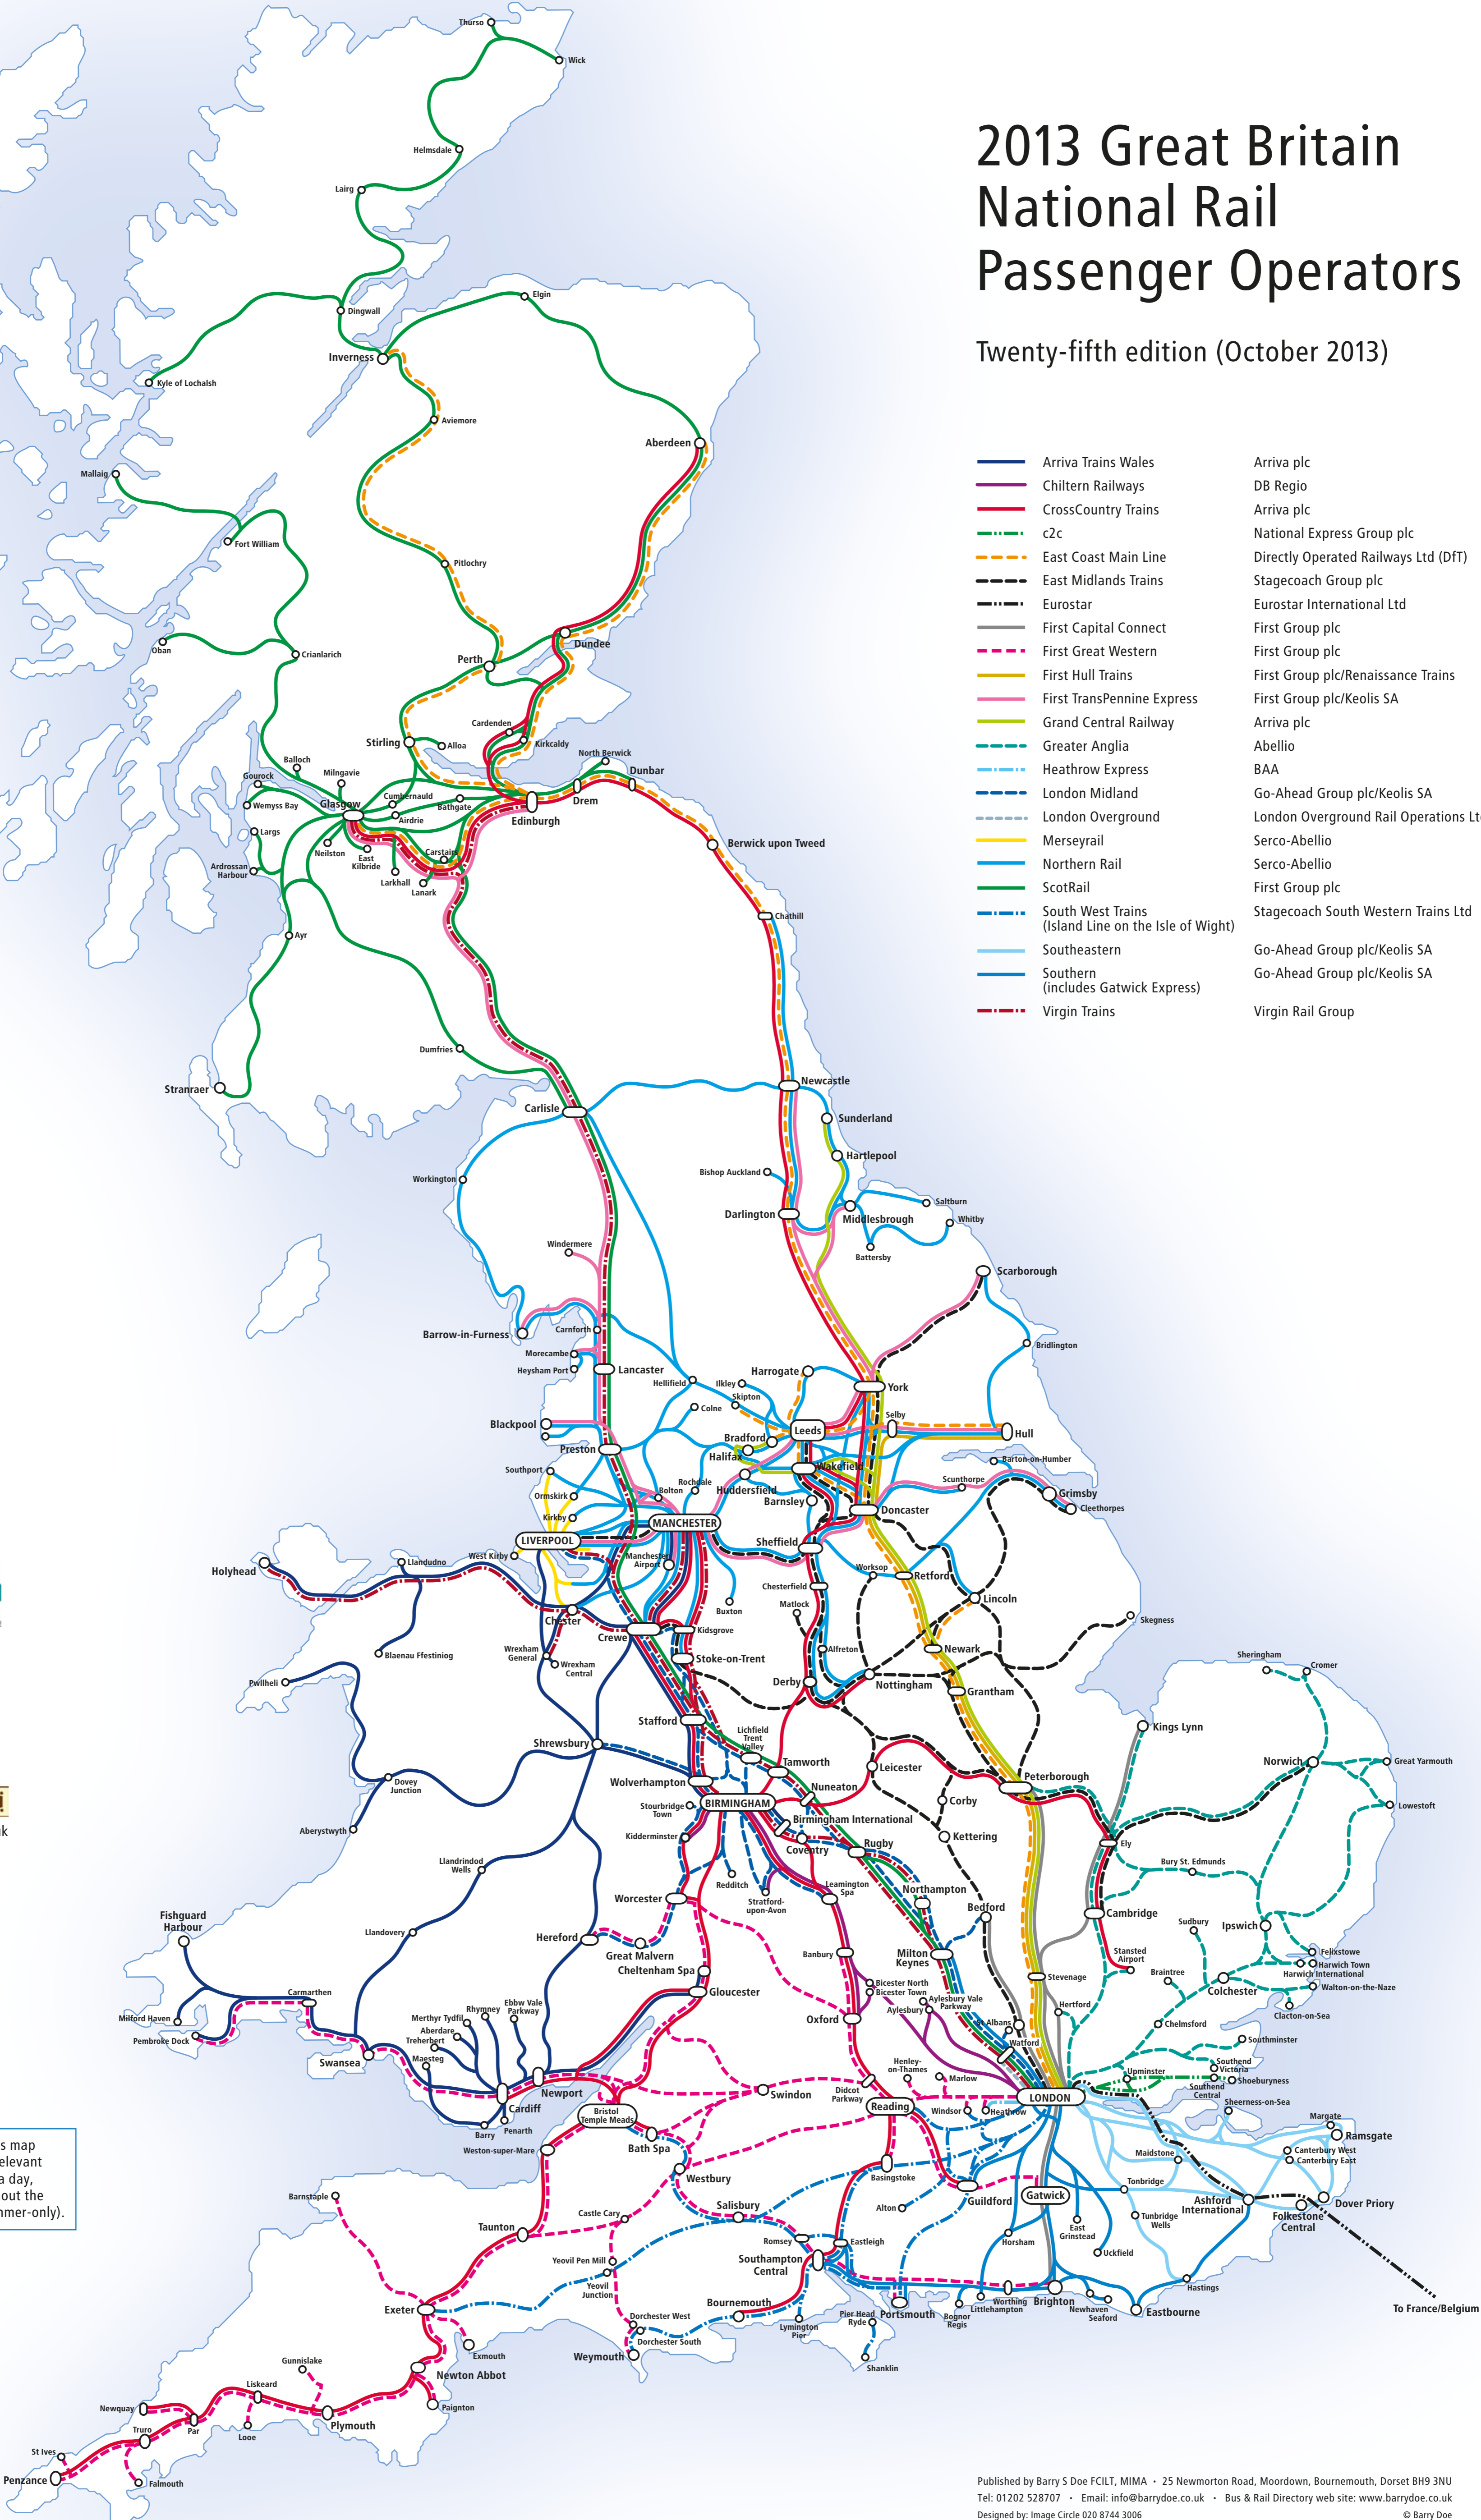 2013 Great Britain
National Rail
Passenger Operators
Twenty-fifth edition (October 2013)
Arriva Trains Wales Arriva plc
Chiltern Railways DB Regio
CrossCountry Trains Arriva plc
c2c National Express Group plc
East Coast Main Line Directly Operated Railways Ltd (DfT)
East Midlands Trains Stagecoach Group plc
Eurostar Eurostar International Ltd
First Capital Connect First Group plc
First Great Western First Group plc
First Hull Trains First Group plc/Renaissance Trains
First TransPennine Express First Group plc/Keolis SA
Grand Central Railway Arriva plc
Greater Anglia Abellio
Heathrow Express BAA
London Midland Go-Ahead Group plc/Keolis SA
London Overground London Overground Rail Operations Lt
Merseyrail Serco-Abellio
Northern Rail Serco-Abellio
ScotRail First Group plc
South West Trains Stagecoach South Western Trains Ltd
(Island Line on the Isle of Wight)
Southeastern Go-Ahead Group plc/Keolis SA
Southern Go-Ahead Group plc/Keolis SA
(includes Gatwick Express)
Virgin Trains Virgin Rail Group
Thurso
Wick
Helmsdale
Lairg
Dingwall
Elgin
Inverness
Kyle of Lochalsh
Aviemore
Aberdeen
Mallaig
Fort William
Pitlochry
Oban
Crianlarich
Dundee
Perth
Cardenden
Kirkcaldy
Stirling
Alloa
North Berwick
Balloch
Gourock
Milngavie
Dunbar
Wemyss Bay
Glasgow
Cumbernauld
Bathgate
Drem
Airdrie
Edinburgh
Largs
Neilston
East
Kilbride
Carstairs
Ardrossan
Harbour
Larkhall
Lanark
Berwick upon Tweed
Chathill
Ayr
Dumfries
Stranraer
Newcastle
Carlisle
Sunderland
Hartlepool
Bishop Auckland
Workington
Saltburn
Darlington
Middlesbrough
Whitby
Battersby
Windermere
Scarborough
Barrow-in-Furness
Carnforth
Bridlington
Morecambe
Heysham Port
Lancaster
Harrogate
Hellifield
Ilkley
Skipton
York
Colne
Selby
Blackpool
Leeds
Hull
Bradford
Preston
Halifax
Wakefield
Barton-on-Humber
Southport
Rochdale
Scunthorpe
Bolton
Huddersfield
Ormskirk
Barnsley
Grimsby
Doncaster
Cleethorpes
Kirkby
MANCHESTER
LIVERPOOL
Sheffield
West Kirby
Manchester
Airport
Holyhead
Llandudno
Worksop
Retford
Chesterfield
Buxton
Matlock
Lincoln
Chester
Skegness
Crewe
Kidsgrove
Wrexham
General
Alfreton
Newark
Blaenau Ffestiniog
Wrexham
Central
Stoke-on-Trent
Sheringham
Cromer
Pwllheli
Derby
Nottingham
Grantham
Stafford
Kings Lynn
Shrewsbury
Lichfield
Trent
Valley
Tamworth
Norwich
Great Yarmouth
Leicester
Dovey
Junction
Wolverhampton
Nuneaton
Peterborough
Corby
Stourbridge
Town
BIRMINGHAM
Lowestoft
Birmingham International
Aberystwyth
Kidderminster
Coventry
Rugby
Kettering
Ely
Llandrindod
Wells
Redditch
Stratford-
upon-Avon
Leamington
Spa
Northampton
Bury St. Edmunds
Worcester
Bedford
Fishguard
Harbour
Cambridge
Sudbury
Ipswich
Llandovery
Hereford
Great Malvern
Banbury
Milton
Keynes
Stansted
Airport
Felixstowe
Harwich Town
Harwich International
Cheltenham Spa
Stevenage
Braintree
Colchester
Walton-on-the-Naze
Carmarthen
Gloucester
Bicester North
Bicester Town
Aylesbury Vale
Parkway
Aylesbury
Hertford
Clacton-on-Sea
Milford Haven
Merthyr Tydfil
Rhymney
Ebbw Vale
Parkway
Oxford
St Albans
Chelmsford
Pembroke Dock
Aberdare
Treherbert
Watford
Southminster
Swansea
Maesteg
Henley-
on-Thames
Marlow
Upminster
Southend
Victoria
Shoeburyness
Southend
Central
Newport
Swindon
Didcot
Parkway
LONDON
Cardiff
Bristol
Temple Meads
Reading
Windsor
Heathrow
Sheerness-on-Sea
Barry
Penarth
Margate
Ramsgate
Bath Spa
Weston-super-Mare
Maidstone
Canterbury West
Canterbury East
Westbury
Basingstoke
Tonbridge
Barnstaple
Guildford
Gatwick
Ashford
International
Dover Priory
Castle Cary
Salisbury
Alton
Tunbridge
Wells
Folkestone
Central
Taunton
East
Grinstead
Romsey
Eastleigh
Horsham
Uckfield
Yeovil Pen Mill
Southampton
Central
Yeovil
Junction
Hastings
Exeter
Bournemouth
Pier Head
Ryde
Portsmouth
Bognor
Regis
Littlehampton
Worthing
Brighton
Newhaven
Seaford
Eastbourne
To France/Belgium
Dorchester West
Dorchester South
Lymington
Pier
Exmouth
Weymouth
Shanklin
Gunnislake
Newton Abbot
Liskeard
Paignton
Newquay
Par
Plymouth
Truro
Looe
St Ives
Penzance
Falmouth
k
s map
elevant
a day,
out the
mmer-only).
Published by Barry S Doe FCILT, MIMA • 25 Newmorton Road, Moordown, Bournemouth, Dorset BH9 3NU
Tel: 01202 528707 • Email: info@barrydoe.co.uk • Bus & Rail Directory web site: www.barrydoe.co.uk
Designed by: Image Circle 020 8744 3006 © Barry Doe